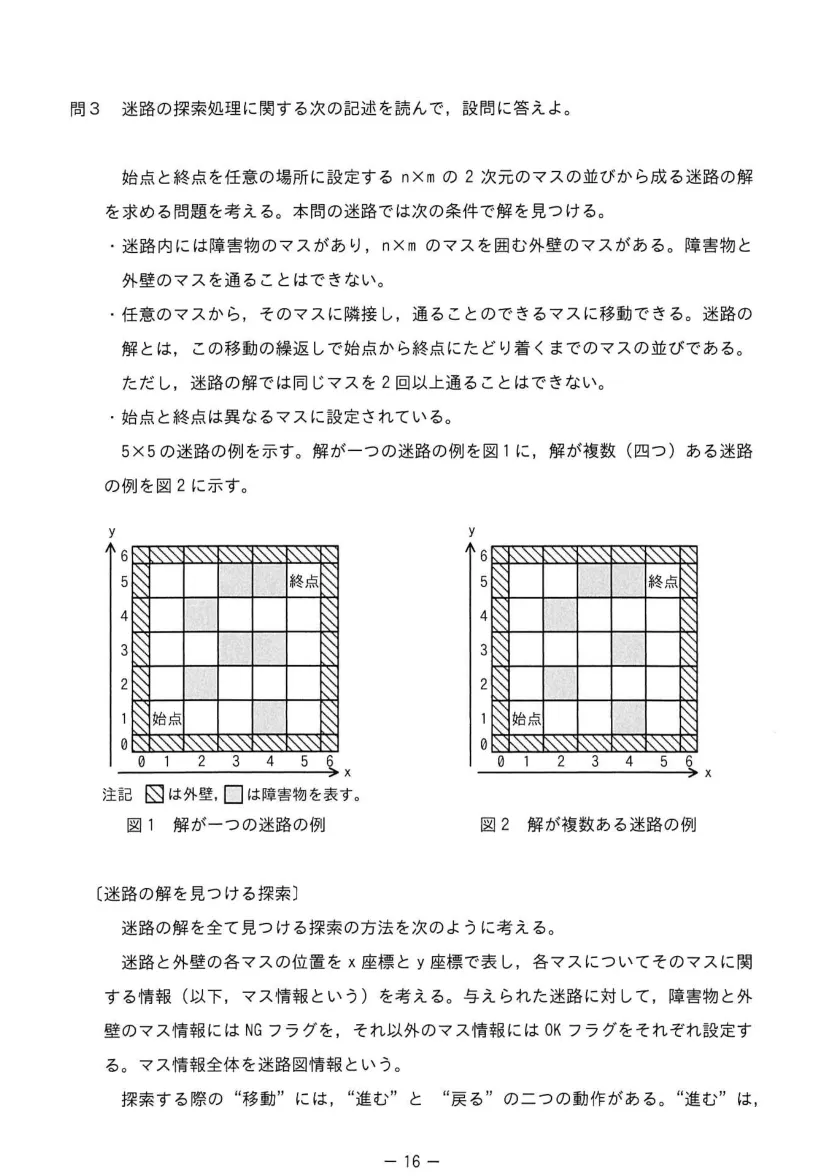 問3 迷路の探索処理に関する次の記述を読んで，設問に答えよ。
始点と終点を任意の場所に設定する n×m の 2 次元のマスの並びから成る迷路の解
を求める問題を考える。本問の迷路では次の条件で解を見つける。
・迷路内には障害物のマスがあり，n×m のマスを囲む外壁のマスがある。障害物と
外壁のマスを通ることはできない。
・任意のマスから，そのマスに隣接し，通ることのできるマスに移動できる。迷路の
解とは，この移動の繰返しで始点から終点にたどり着くまでのマスの並びである。
ただし，迷路の解では同じマスを2回以上通ることはできない。
・始点と終点は異なるマスに設定されている。
5×5の迷路の例を示す。解が一つの迷路の例を図1に，解が複数（四つ）ある迷路
の例を図2に示す。
y
6
5 終点
4
3
2
1 始点
0
0 1 2 3 4 5 6
x
注記 は外壁, は障害物を表す。
図1 解が一つの迷路の例
y
6
5 終点
4
3
2
1 始点
0
0 1 2 3 4 5 6
x
図2 解が複数ある迷路の例
〔迷路の解を見つける探索〕
迷路の解を全て見つける探索の方法を次のように考える。
迷路と外壁の各マスの位置を x 座標と y 座標で表し，各マスについてそのマスに関
する情報（以下，マス情報という）を考える。与えられた迷路に対して，障害物と外
壁のマス情報には NG フラグを，それ以外のマス情報には OK フラグをそれぞれ設定す
る。マス情報全体を迷路図情報という。
探索する際の“移動”には，“進む”と “戻る”の二つの動作がある。“進む”は，
— 16 —